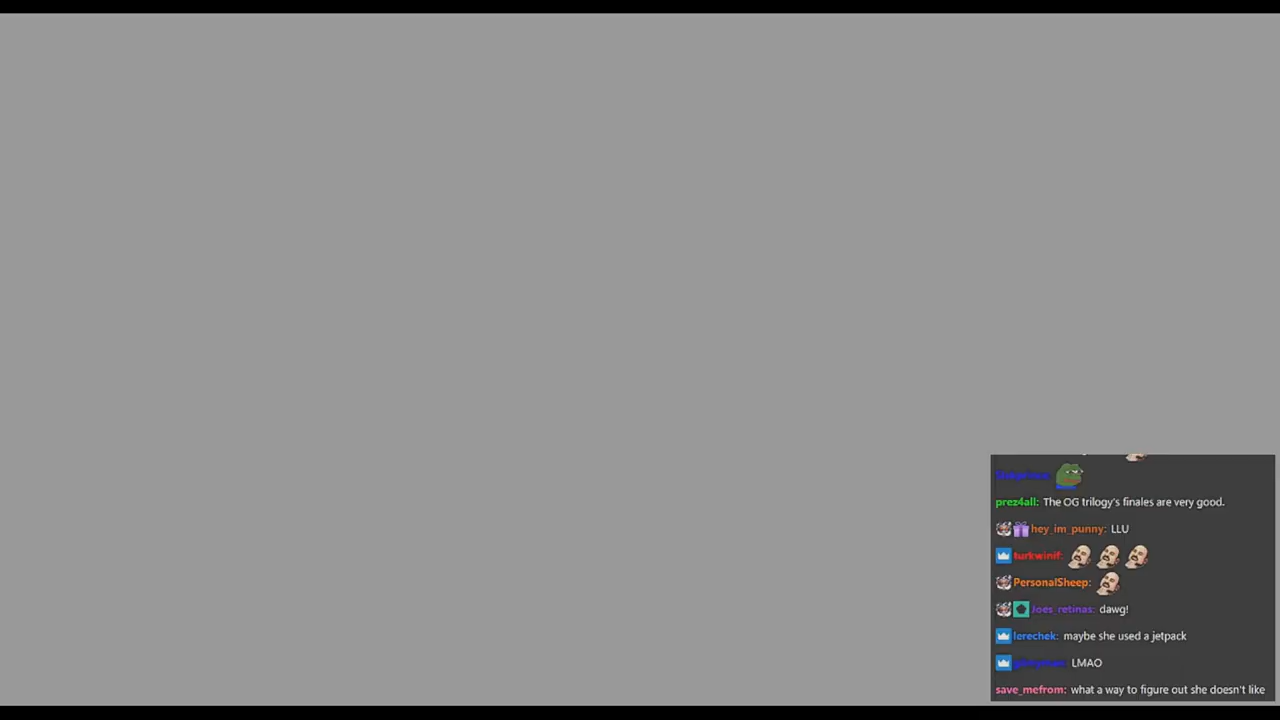 prez4all: The OG trilogy's finales are very good.
hey_im_punny: LLU
turkwinif:
PersonalSheep:
Joes_retinas: dawg!
lerechek: maybe she used a jetpack
LMAO
save_mefrom: what a way to figure out she doesn't like